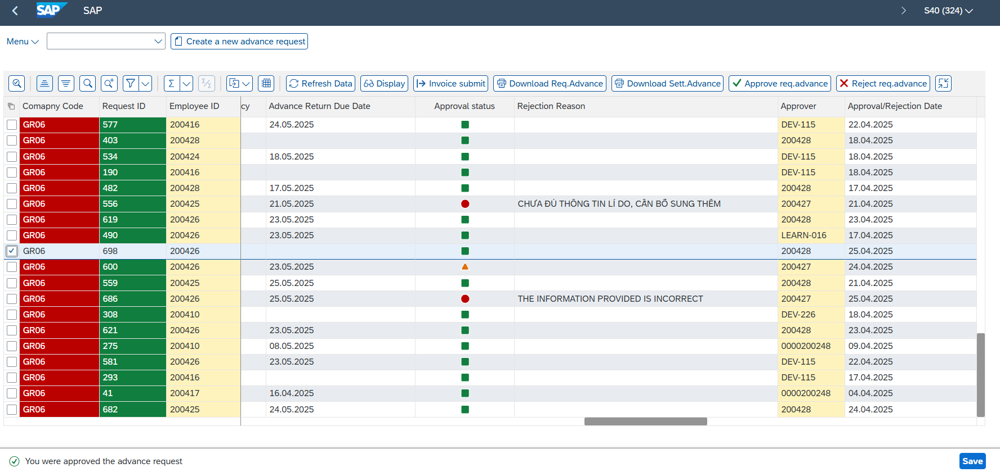 SAP SAP S40 (324)
Menu Create a new advance request
Refresh Data Display Invoice submit Download Req.Advance Download Sett.Advance Approve req.advance Reject req.advance
Comapny Code Request ID Employee ID cy Advance Return Due Date Approval status Rejection Reason Approver Approval/Rejection Date
GR06 577 200416 24.05.2025 DEV-115 22.04.2025
GR06 403 200428 200428 18.04.2025
GR06 534 200424 18.05.2025 DEV-115 18.04.2025
GR06 190 200416 DEV-115 18.04.2025
GR06 482 200428 17.05.2025 200428 17.04.2025
GR06 556 200425 21.05.2025 CHƯA ĐỦ THÔNG TIN LÍ DO, CẦN BỔ SUNG THÊM 200427 21.04.2025
GR06 619 200426 23.05.2025 200428 23.04.2025
GR06 490 200426 23.05.2025 LEARN-016 17.04.2025
GR06 698 200426 200428 25.04.2025
GR06 600 200426 23.05.2025 200427 24.04.2025
GR06 559 200425 25.05.2025 200428 21.04.2025
GR06 686 200426 25.05.2025 THE INFORMATION PROVIDED IS INCORRECT 200427 25.04.2025
GR06 308 200410 DEV-226 18.04.2025
GR06 621 200426 23.05.2025 200428 23.04.2025
GR06 275 200410 08.05.2025 0000200248 09.04.2025
GR06 581 200426 23.05.2025 DEV-115 22.04.2025
GR06 293 200416 DEV-115 17.04.2025
GR06 41 200417 16.04.2025 0000200248 04.04.2025
GR06 682 200425 24.05.2025 200428 24.04.2025
You were approved the advance request Save